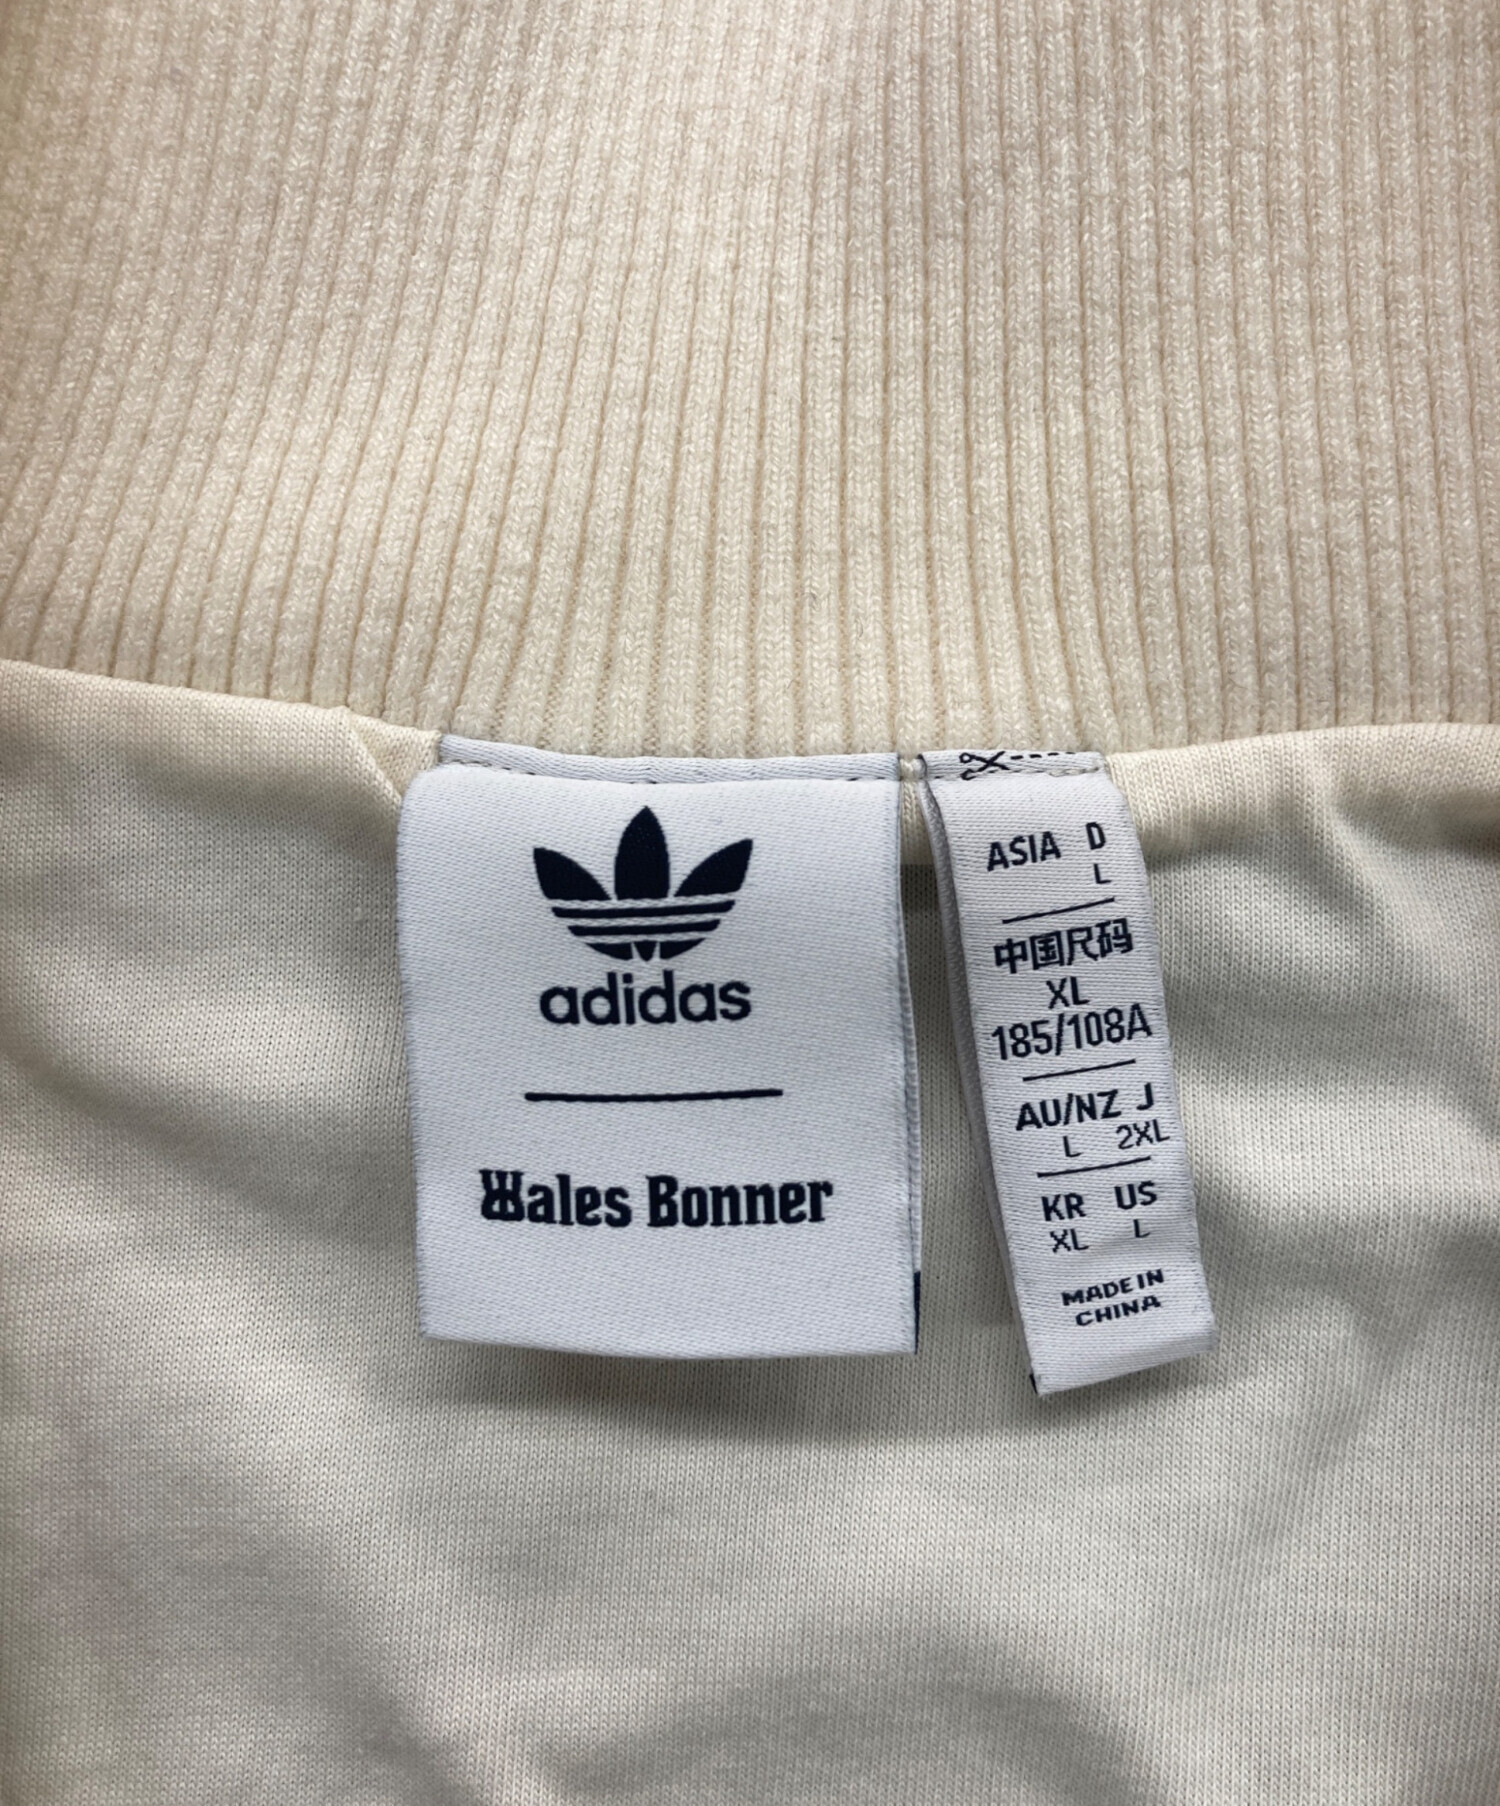 adidas
Wales Bonner
ASIA D
L
中国尺码
XL
185/108A
AU/NZ J
L 2XL
KR US
XL L
MADE IN
CHINA